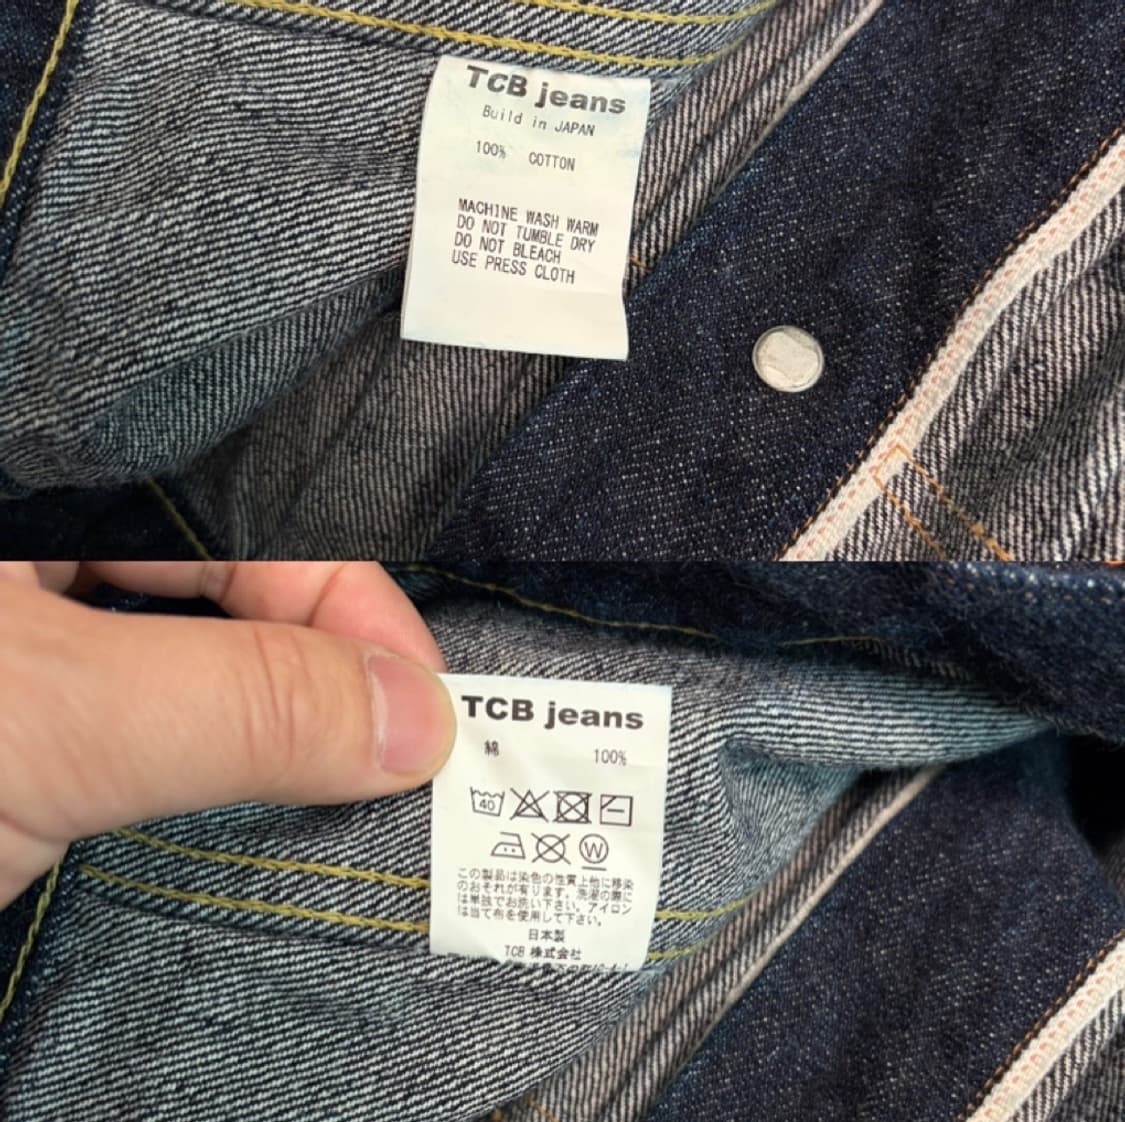 TCB jeans
Build in JAPAN
100% COTTON
MACHINE WASH WARM
DO NOT TUMBLE DRY
DO NOT BLEACH
USE PRESS CLOTH
TCB jeans
綿 100%
40
W
この製品は染色の性質上他に移染
のおそれが有ります。洗濯の際に
は単独でお洗い下さい。アイロン
は当て布を使用して下さい。
日本製
TCB 株式会社